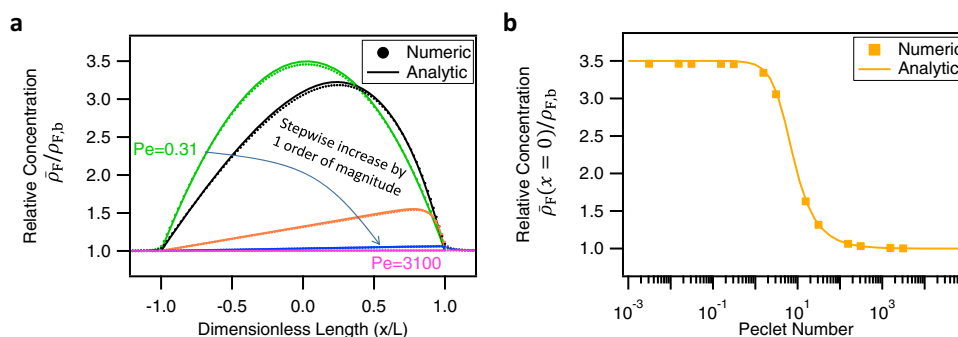 a
Relative Concentration
ρ̄F/ρF,b
3.5
3.0
2.5
2.0
1.5
1.0
Numeric
Analytic
Pe=0.31
Stepwise increase by
1 order of magnitude
Pe=3100
-1.0 -0.5 0.0 0.5 1.0
Dimensionless Length (x/L)
b
Relative Concentration
ρ̄F(x = 0)/ρF,b
3.5
3.0
2.5
2.0
1.5
1.0
Numeric
Analytic
10⁻³ 10⁻¹ 10¹ 10³
Peclet Number